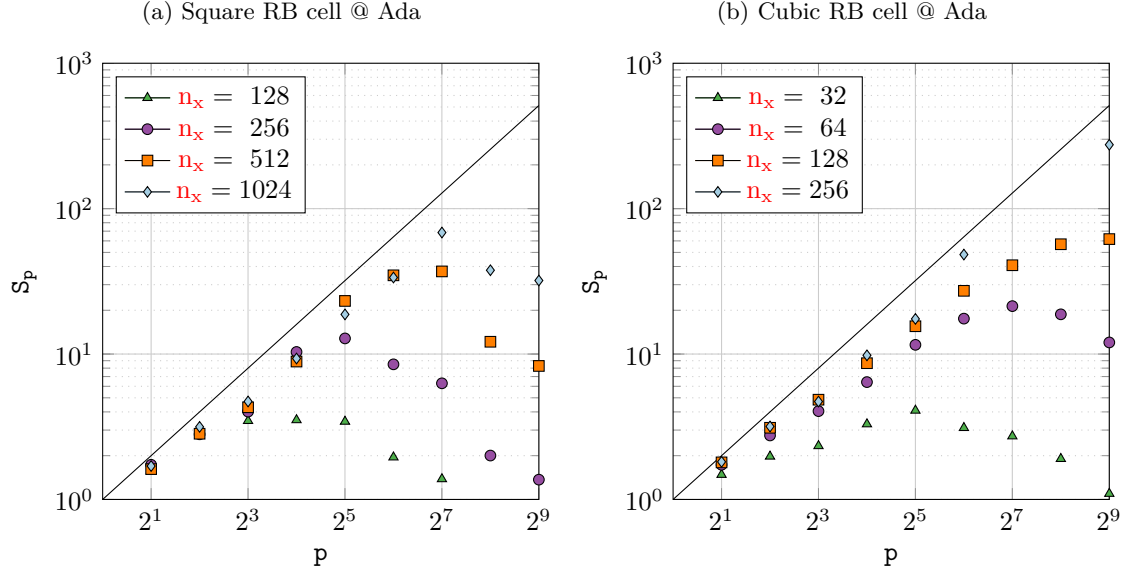 (a) Square RB cell @ Ada
10^3
10^2
10^1
10^0
S_p
n_x = 128
n_x = 256
n_x = 512
n_x = 1024
2^1
2^3
2^5
2^7
2^9
p
(b) Cubic RB cell @ Ada
10^3
10^2
10^1
10^0
S_p
n_x = 32
n_x = 64
n_x = 128
n_x = 256
2^1
2^3
2^5
2^7
2^9
p